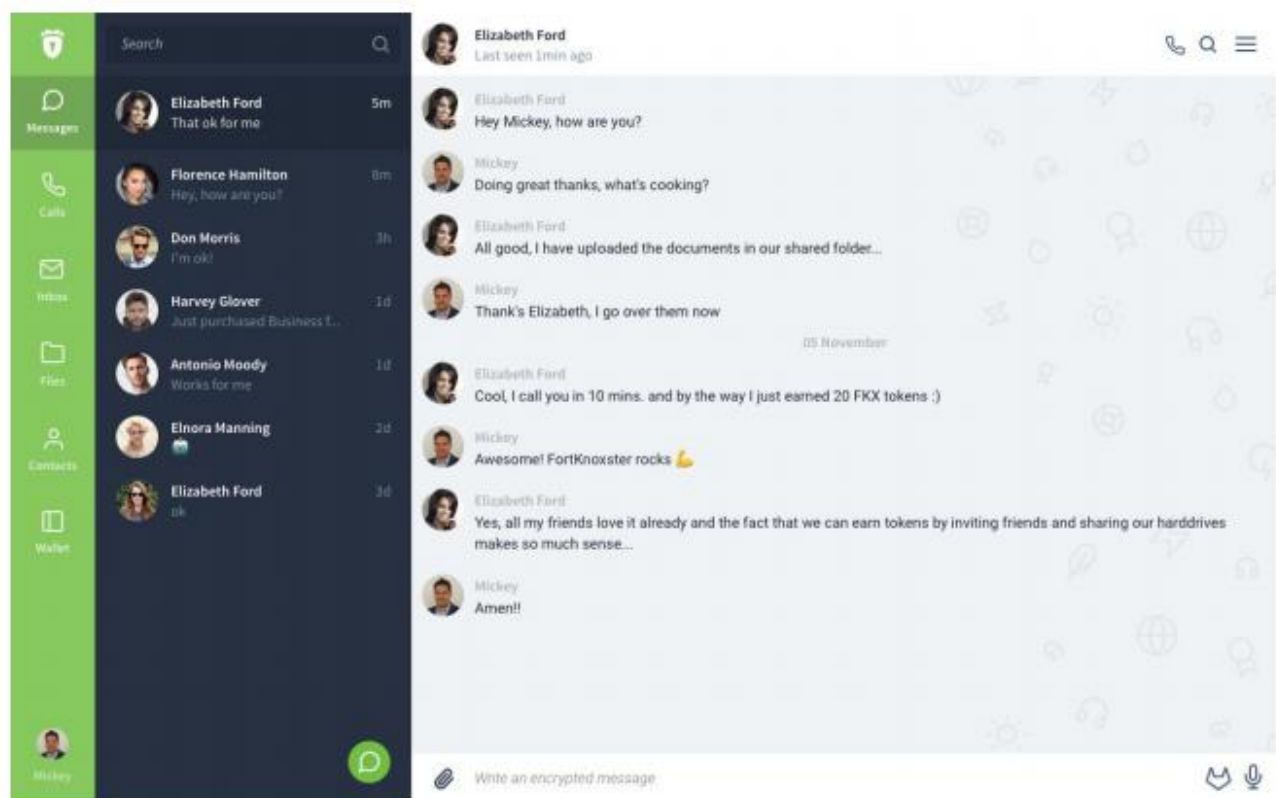 Messages
Calls
Inbox
Files
Contacts
Wallet
Mickey
Search
Elizabeth Ford
5m
That ok for me
Florence Hamilton
8m
Hey, how are you?
Don Morris
3h
I'm ok!
Harvey Glover
1d
Just purchased Business f...
Antonio Moody
1d
Works for me
Elnora Manning
2d
Elizabeth Ford
3d
ok
Elizabeth Ford
Last seen 1min ago
Elizabeth Ford
Hey Mickey, how are you?
Mickey
Doing great thanks, what's cooking?
Elizabeth Ford
All good, I have uploaded the documents in our shared folder...
Mickey
Thank's Elizabeth, I go over them now
05 November
Elizabeth Ford
Cool, I call you in 10 mins. and by the way I just earned 20 FKX tokens :)
Mickey
Awesome! FortKnoxster rocks 💪
Elizabeth Ford
Yes, all my friends love it already and the fact that we can earn tokens by inviting friends and sharing our harddrives
makes so much sense...
Mickey
Amen!!
Write an encrypted message